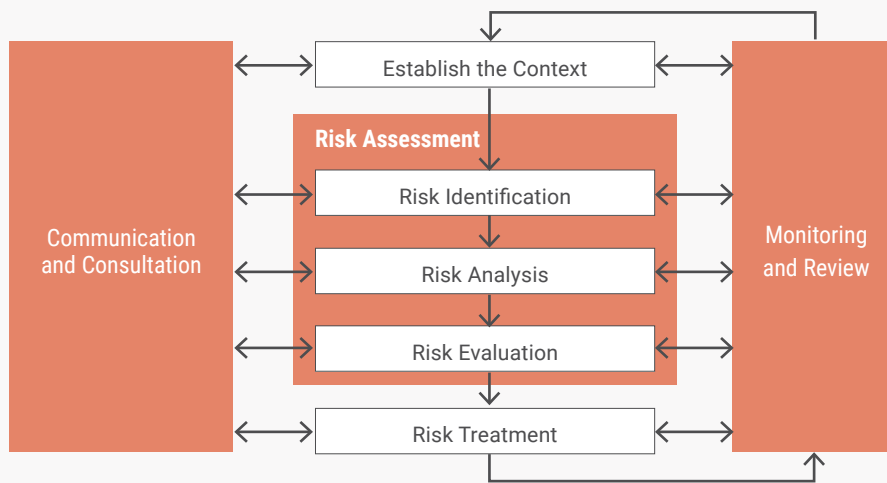 Establish the Context
Risk Assessment
Risk Identification
Communication
and Consultation
Risk Analysis
Monitoring
and Review
Risk Evaluation
Risk Treatment